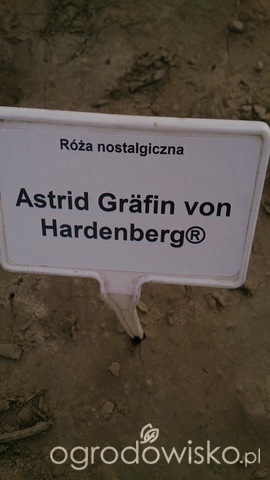 Róża nostalgiczna
Astrid Gräfin von
Hardenberg®
ogrodowisko.pl